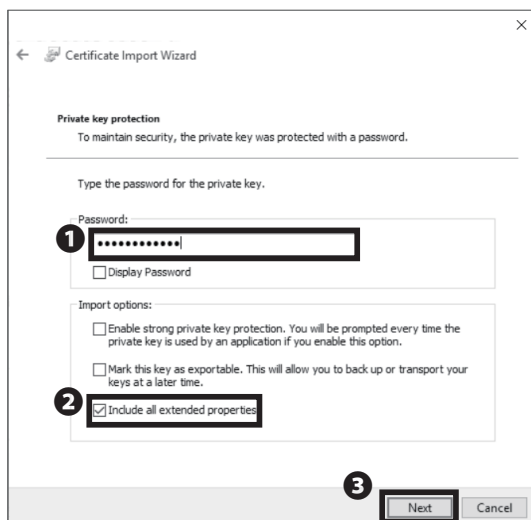 Certificate Import Wizard
Private key protection
To maintain security, the private key was protected with a password.
Type the password for the private key.
Password:
❶
••••••••••••
Display Password
Import options:
Enable strong private key protection. You will be prompted every time the
private key is used by an application if you enable this option.
Mark this key as exportable. This will allow you to back up or transport your
keys at a later time.
❷
Include all extended properties
❸
Next Cancel